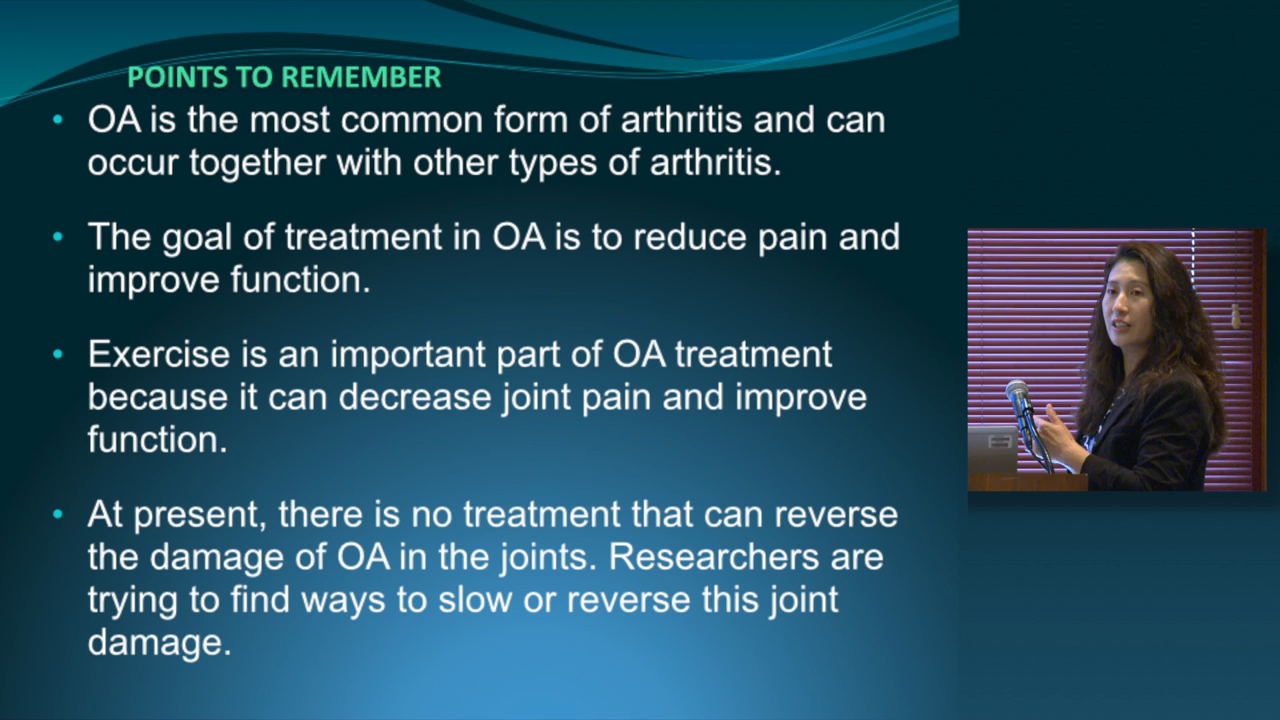 POINTS TO REMEMBER
• OA is the most common form of arthritis and can
occur together with other types of arthritis.
• The goal of treatment in OA is to reduce pain and
improve function.
• Exercise is an important part of OA treatment
because it can decrease joint pain and improve
function.
• At present, there is no treatment that can reverse
the damage of OA in the joints. Researchers are
trying to find ways to slow or reverse this joint
damage.